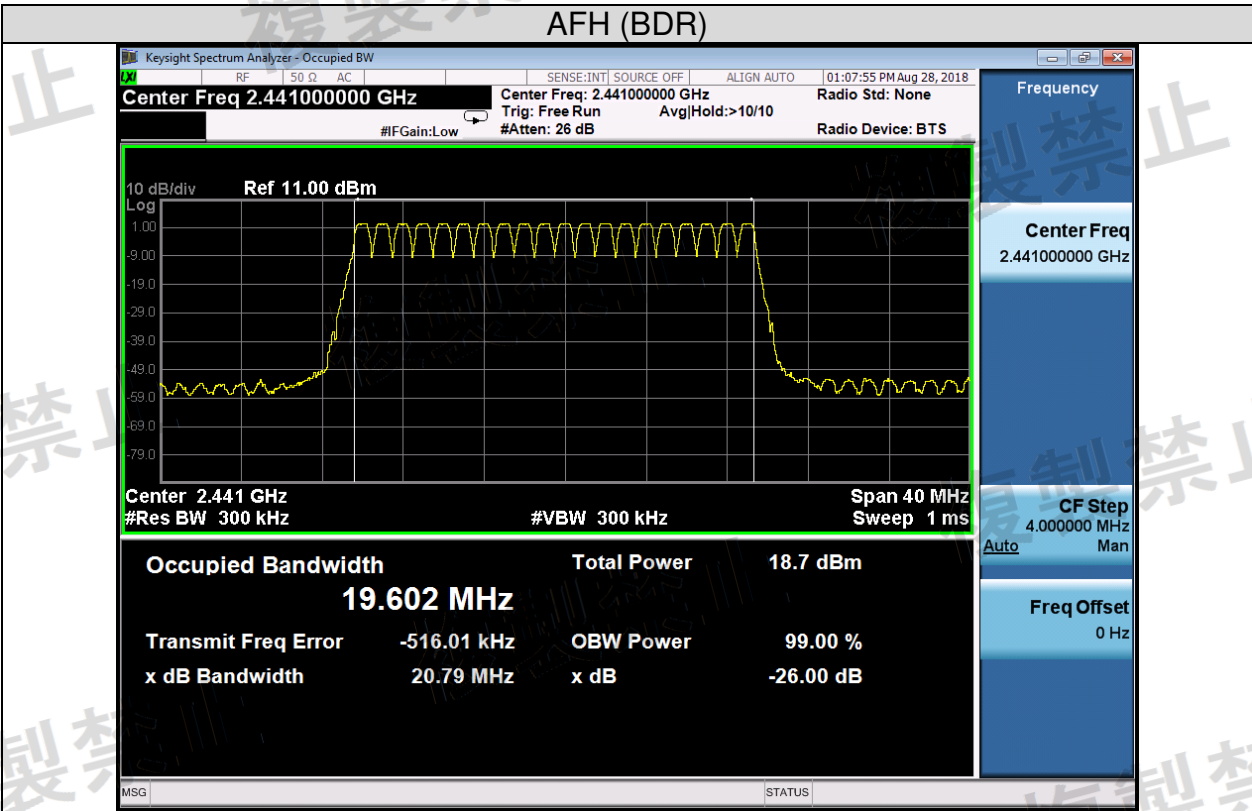 AFH (BDR)
Keysight Spectrum Analyzer - Occupied BW
LXI RF 50 Ω AC SENSE:INT SOURCE OFF ALIGN AUTO 01:07:55 PM Aug 28, 2018
Center Freq 2.441000000 GHz
Center Freq: 2.441000000 GHz Radio Std: None
Trig: Free Run Avg|Hold:>10/10
#IFGain:Low #Atten: 26 dB Radio Device: BTS
Frequency
10 dB/div Ref 11.00 dBm
Log
1.00
-9.00
-19.0
-29.0
-39.0
-49.0
-59.0
-69.0
-79.0
Center 2.441 GHz Span 40 MHz
#Res BW 300 kHz #VBW 300 kHz Sweep 1 ms
Center Freq
2.441000000 GHz
CF Step
4.000000 MHz
Auto Man
Freq Offset
0 Hz
Occupied Bandwidth Total Power 18.7 dBm
19.602 MHz
Transmit Freq Error -516.01 kHz OBW Power 99.00 %
x dB Bandwidth 20.79 MHz x dB -26.00 dB
MSG STATUS
複製禁止